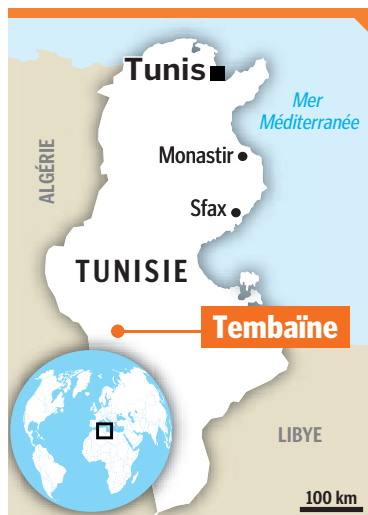 Tunis
Mer
Méditerranée
ALGÉRIE
Monastir
Sfax
TUNISIE
Tembaïne
LIBYE
100 km